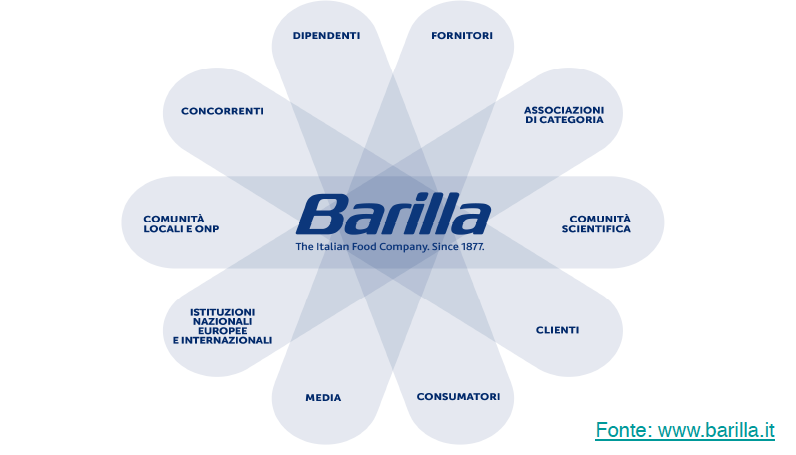 DIPENDENTI
FORNITORI
CONCORRENTI
ASSOCIAZIONI
DI CATEGORIA
COMUNITÀ
LOCALI E ONP
Barilla
The Italian Food Company. Since 1877.
COMUNITÀ
SCIENTIFICA
ISTITUZIONI
NAZIONALI
EUROPEE
E INTERNAZIONALI
CLIENTI
MEDIA
CONSUMATORI
Fonte: www.barilla.it